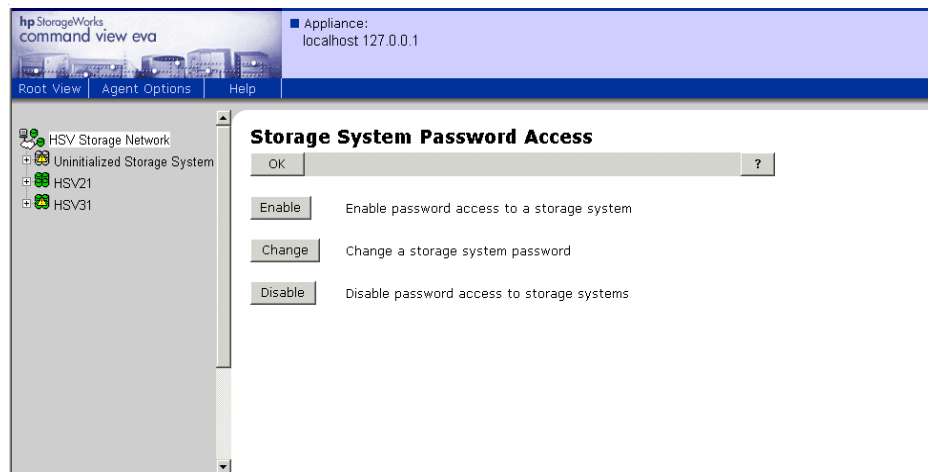 hp StorageWorks
command view eva
Appliance:
localhost 127.0.0.1
Root View Agent Options Help
HSV Storage Network
Uninitialized Storage System
HSV21
HSV31
Storage System Password Access
OK ?
Enable Enable password access to a storage system
Change Change a storage system password
Disable Disable password access to storage systems